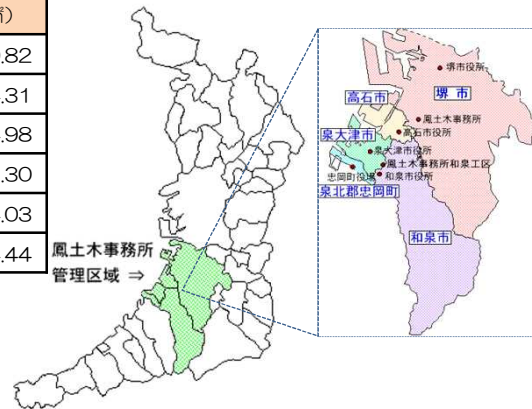 ㎡)
.82
.31
.98
.30
.03
.44
鳳土木事務所
管理区域 ⇒
堺市役所
堺 市
高石市
鳳土木事務所
高石市役所
泉大津市
泉大津市役所
鳳土木事務所和泉工区
忠岡町役場
和泉市役所
泉北郡忠岡町
和泉市